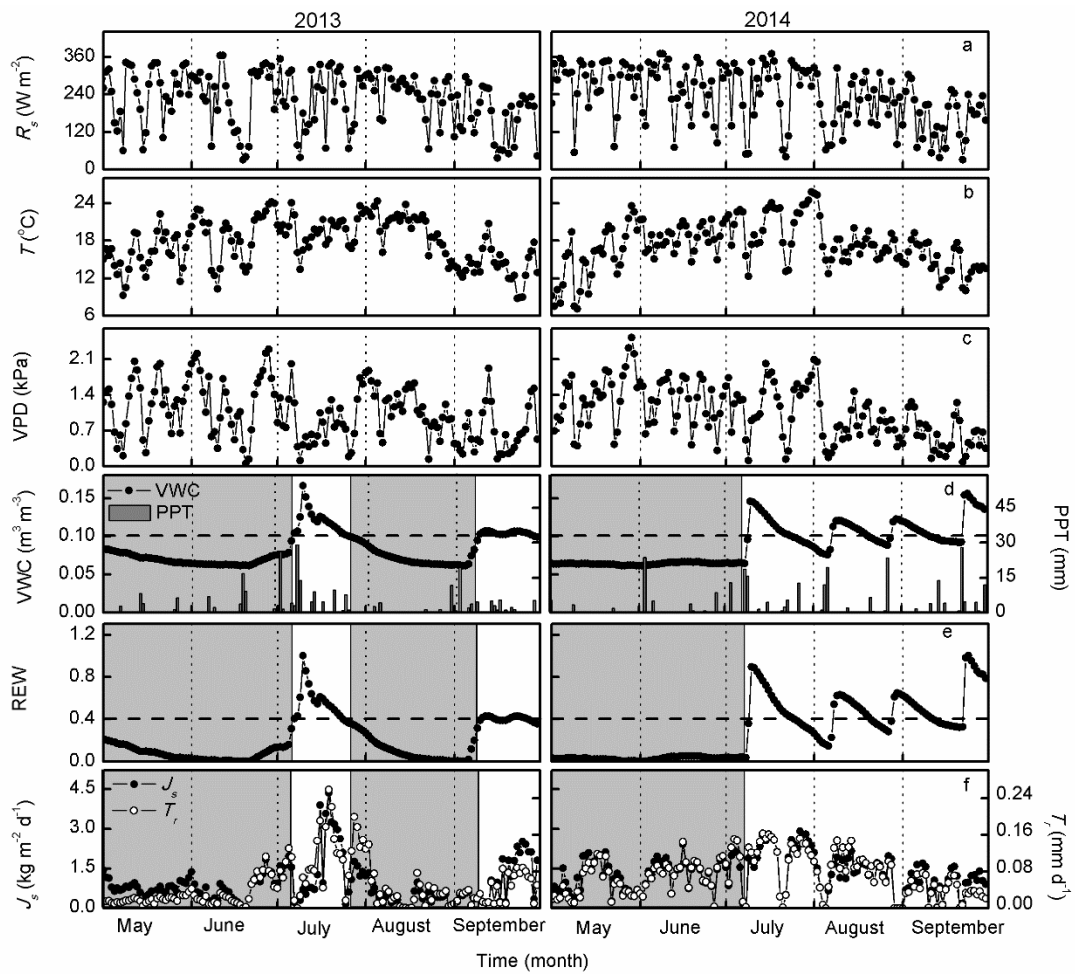 2013 2014
a
R_s (W m⁻²)
360
240
120
0
b
T (°C)
24
18
12
6
c
VPD (kPa)
2.1
1.4
0.7
0.0
d
VWC
PPT
VWC (m³ m⁻³)
0.15
0.10
0.05
0.00
PPT (mm)
45
30
15
0
e
REW
1.2
0.8
0.4
0.0
f
J_s
T_r
J_s (kg m⁻² d⁻¹)
4.5
3.0
1.5
0.0
T_r (mm d⁻¹)
0.24
0.16
0.08
0.00
May June July August September May June July August September
Time (month)